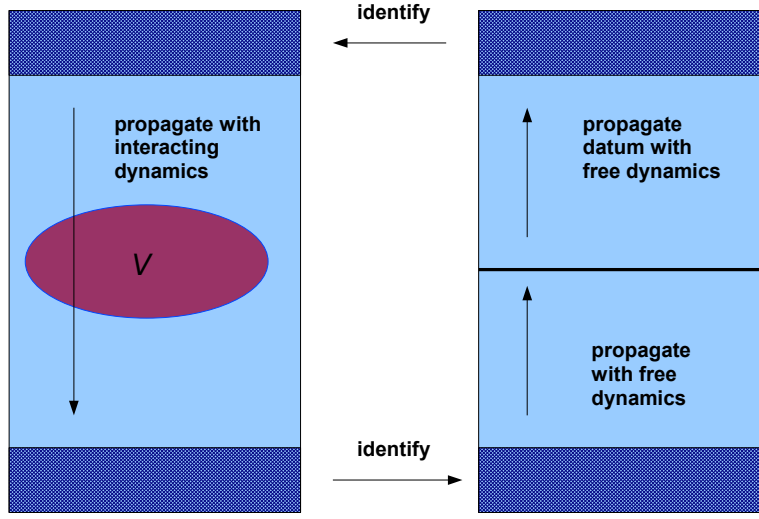 identify
propagate with
interacting
dynamics
V
propagate
datum with
free dynamics
propagate
with free
dynamics
identify